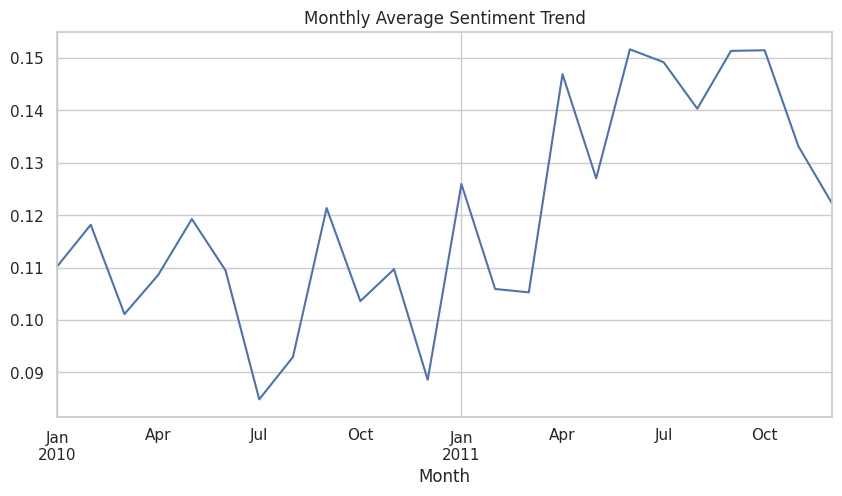 Monthly Average Sentiment Trend
0.15
0.14
0.13
0.12
0.11
0.10
0.09
Jan Apr Jul Oct Jan Apr Jul Oct
2010 2011
Month